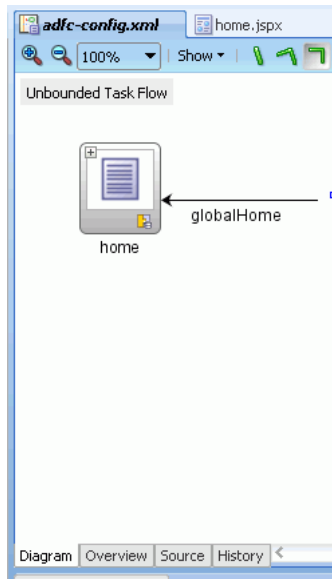 adfc-config.xml home.jspx
100% Show
Unbounded Task Flow
globalHome
home
Diagram Overview Source History